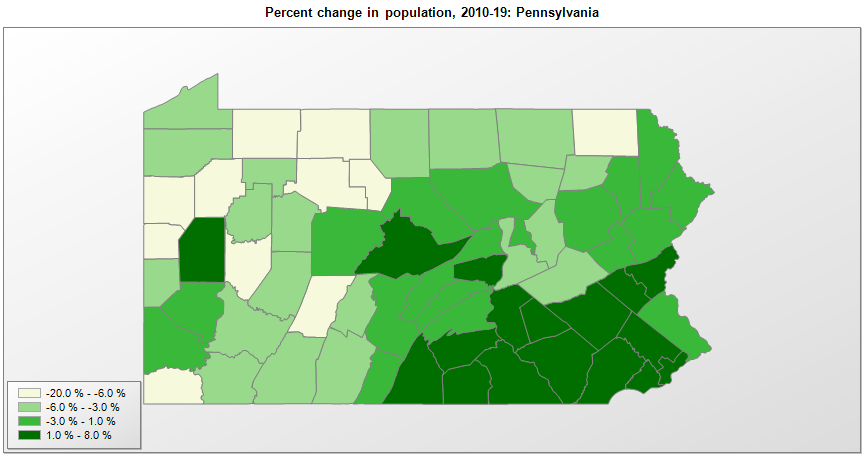 Percent change in population, 2010-19: Pennsylvania
-20.0 % - -6.0 %
-6.0 % - -3.0 %
-3.0 % - 1.0 %
1.0 % - 8.0 %